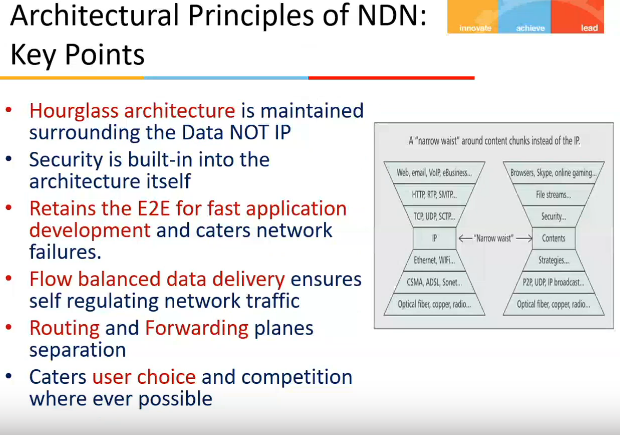 Architectural Principles of NDN:
Key Points
innovate achieve lead
• Hourglass architecture is maintained
surrounding the Data NOT IP
• Security is built-in into the
architecture itself
• Retains the E2E for fast application
development and caters network
failures.
• Flow balanced data delivery ensures
self regulating network traffic
• Routing and Forwarding planes
separation
• Caters user choice and competition
where ever possible
A "narrow waist" around content chunks instead of the IP.
Web, email, VoIP, eBusiness... Browsers, Skype, online gaming...
HTTP, RTP, SMTP... File streams...
TCP, UDP, SCTP... Security...
IP "Narrow waist" Contents
Ethernet, WiFi... Strategies...
CSMA, ADSL, Sonet... P2P, UDP, IP broadcast...
Optical fiber, copper, radio... Optical fiber, copper, radio...